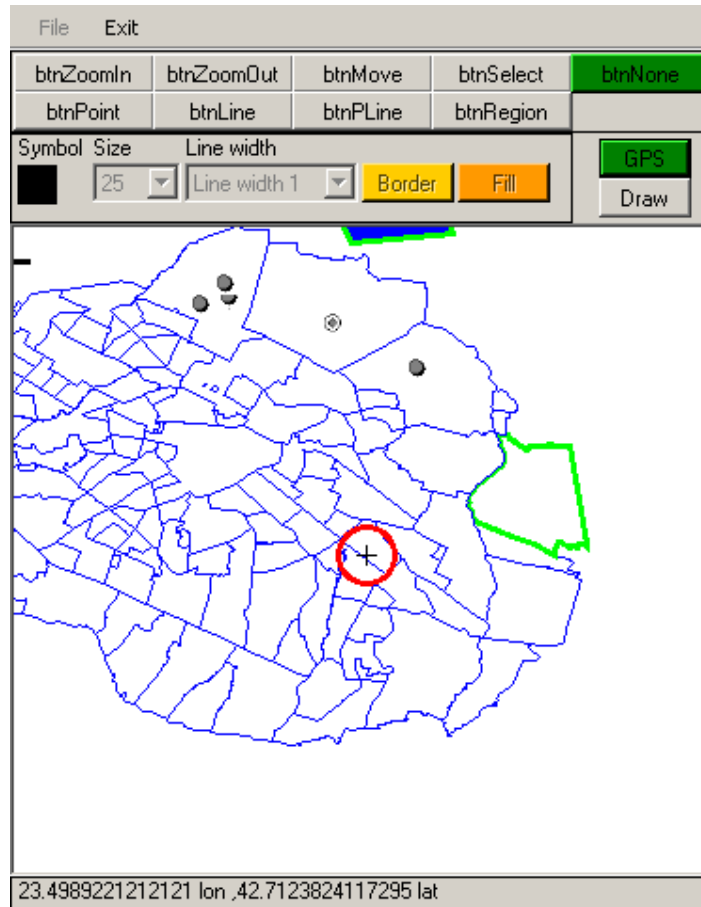 File Exit
btnZoomIn btnZoomOut btnMove btnSelect btnNone
btnPoint btnLine btnPLine btnRegion
Symbol Size Line width
GPS
25 Line width 1 Border Fill
Draw
23.4989221212121 lon ,42.7123824117295 lat